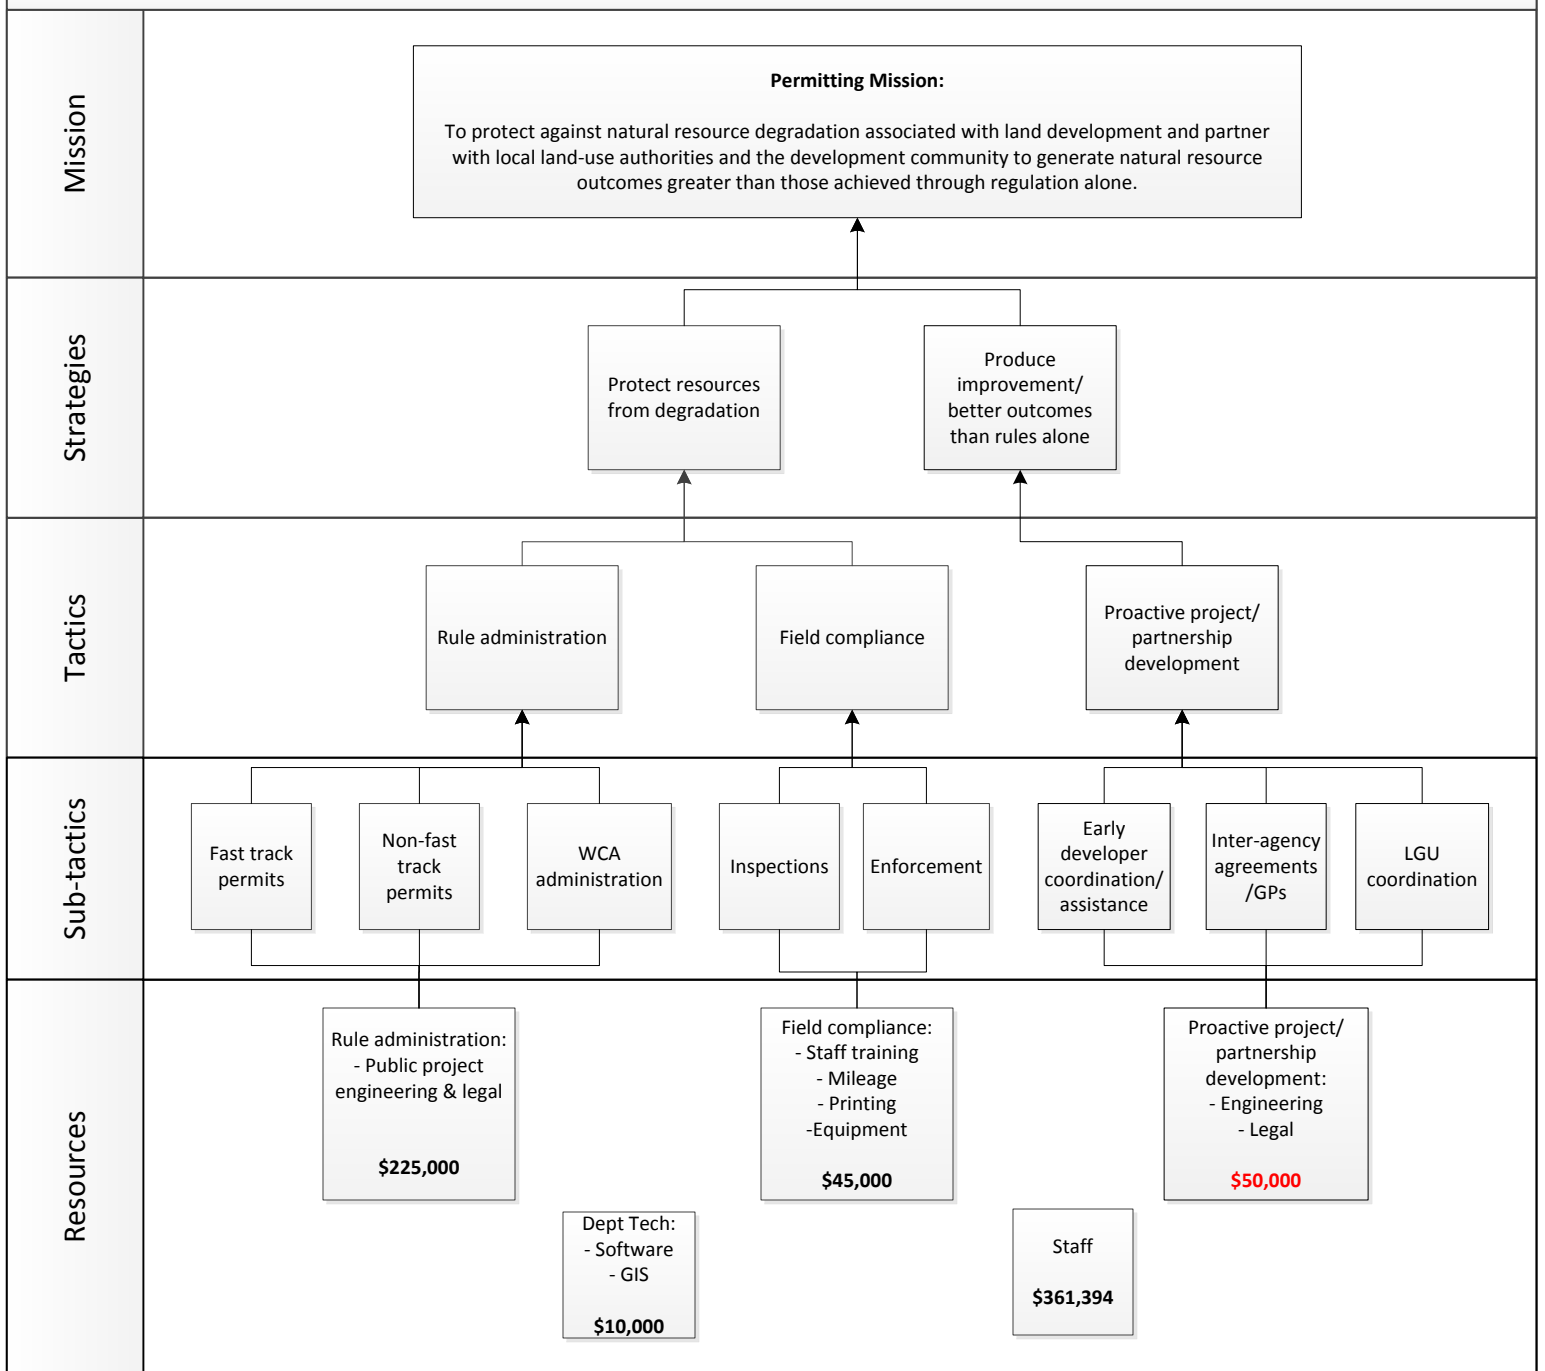 Mission
Permitting Mission:
To protect against natural resource degradation associated with land development and partner
with local land-use authorities and the development community to generate natural resource
outcomes greater than those achieved through regulation alone.
Strategies
Protect resources
from degradation
Produce
improvement/
better outcomes
than rules alone
Tactics
Rule administration
Field compliance
Proactive project/
partnership
development
Sub-tactics
Fast track
permits
Non-fast
track
permits
WCA
administration
Inspections
Enforcement
Early
developer
coordination/
assistance
Inter-agency
agreements
/GPs
LGU
coordination
Resources
Rule administration:
- Public project
engineering & legal
$225,000
Field compliance:
- Staff training
- Mileage
- Printing
-Equipment
$45,000
Proactive project/
partnership
development:
- Engineering
- Legal
$50,000
Dept Tech:
- Software
- GIS
$10,000
Staff
$361,394